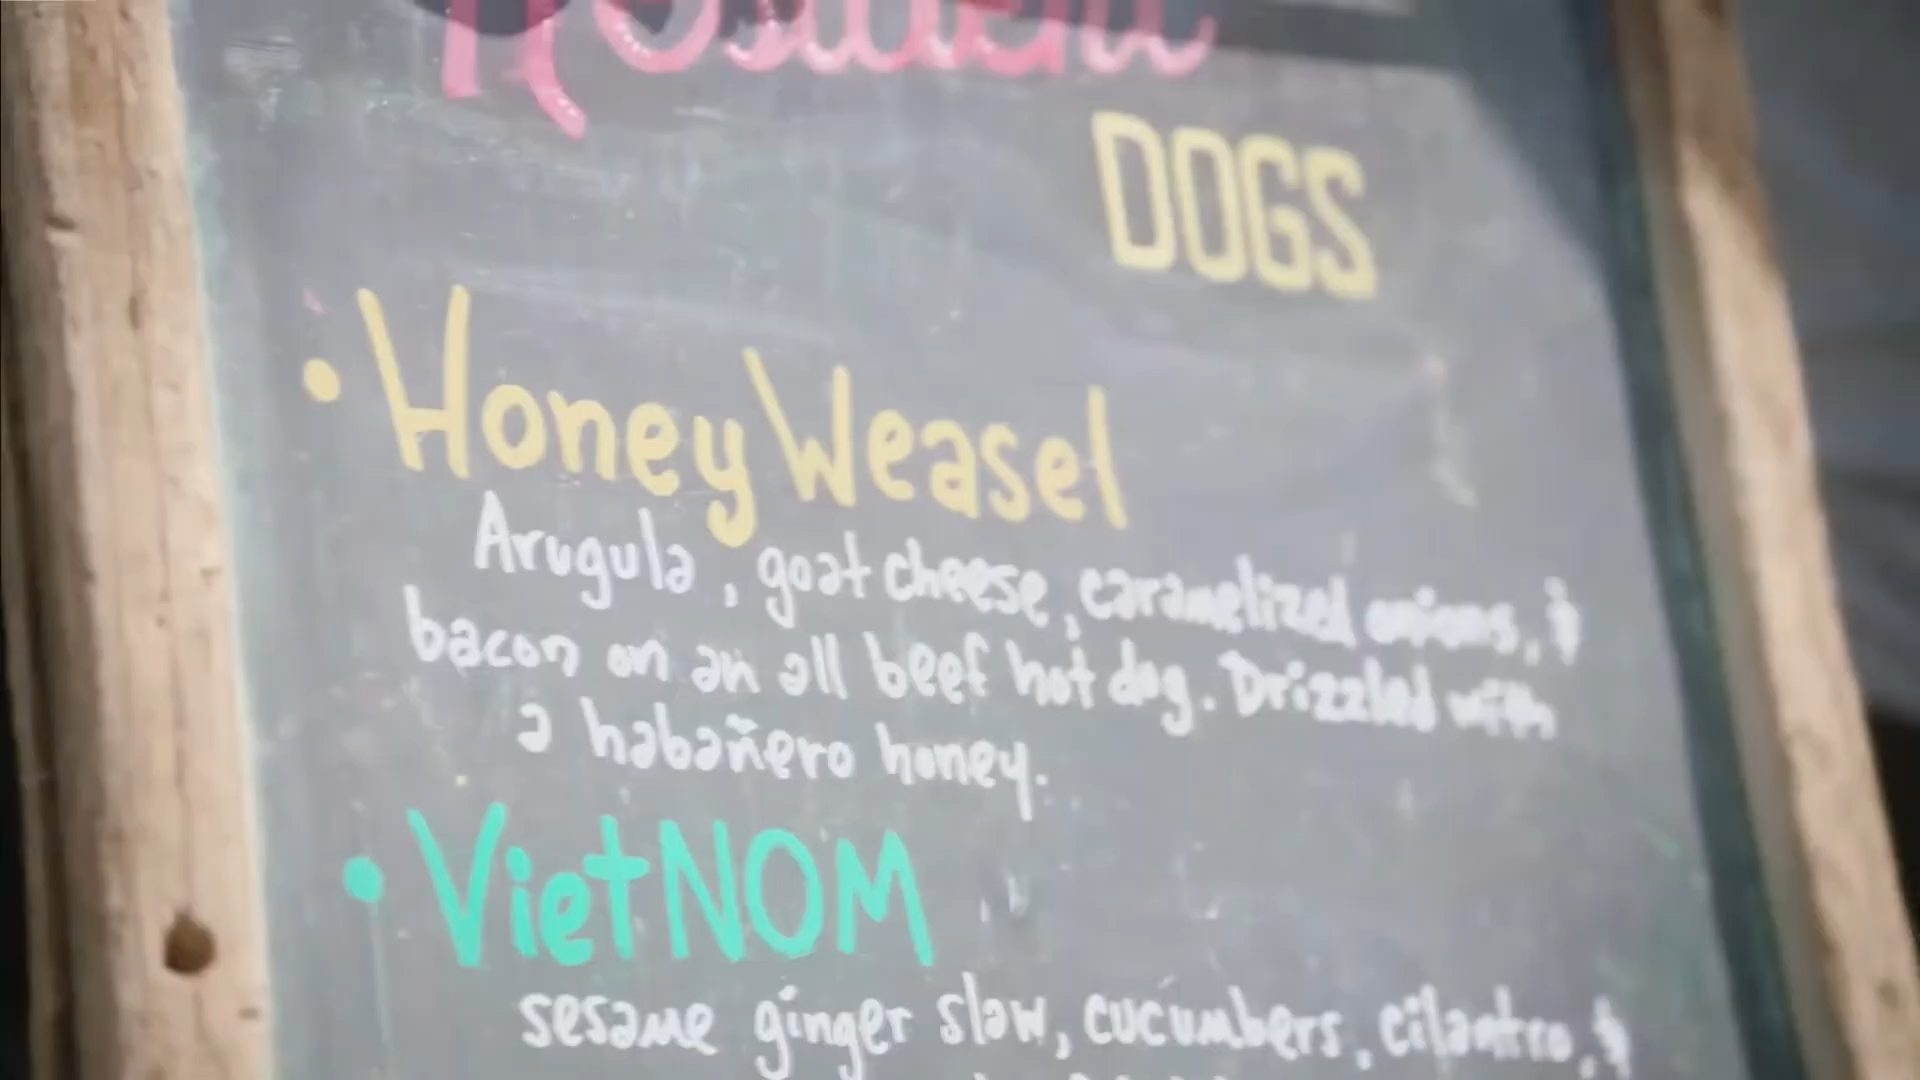 Resident
DOGS
• Honey Weasel
Arugula, goat cheese, caramelized onions, &
bacon on an all beef hot dog. Drizzled with
a habañero honey.
• VietNOM
sesame ginger slaw, cucumbers, cilantro, &